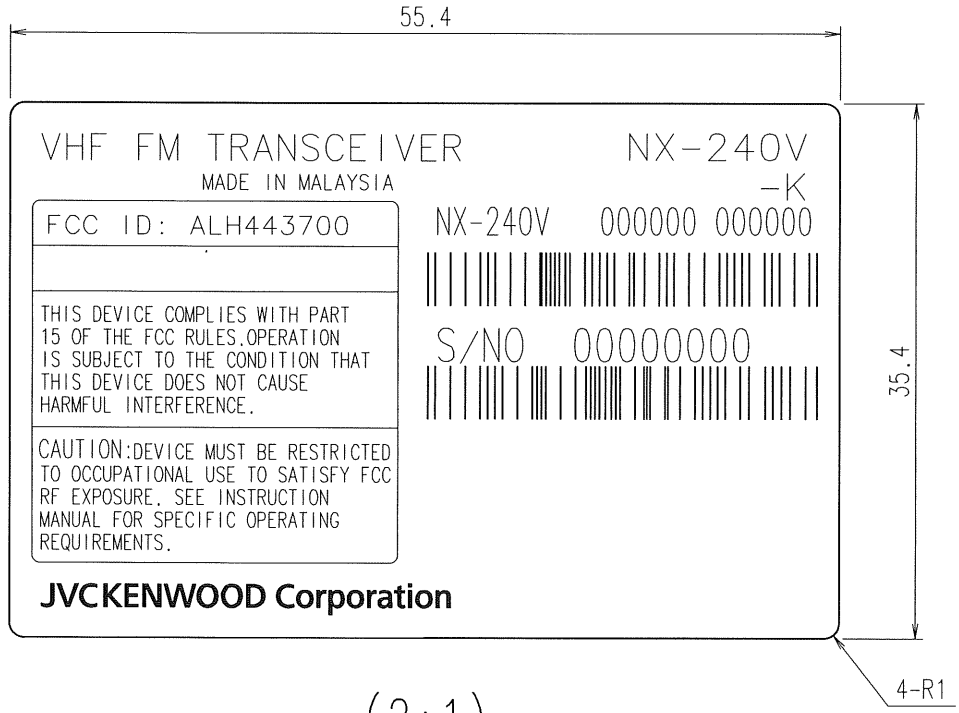 55.4
VHF FM TRANSCEIVER NX-240V
MADE IN MALAYSIA -K
FCC ID: ALH443700
NX-240V 000000 000000
THIS DEVICE COMPLIES WITH PART
15 OF THE FCC RULES.OPERATION
IS SUBJECT TO THE CONDITION THAT
THIS DEVICE DOES NOT CAUSE
HARMFUL INTERFERENCE.
S/NO 00000000
35.4
CAUTION:DEVICE MUST BE RESTRICTED
TO OCCUPATIONAL USE TO SATISFY FCC
RF EXPOSURE. SEE INSTRUCTION
MANUAL FOR SPECIFIC OPERATING
REQUIREMENTS.
JVCKENWOOD Corporation
4-R1
(2:1)